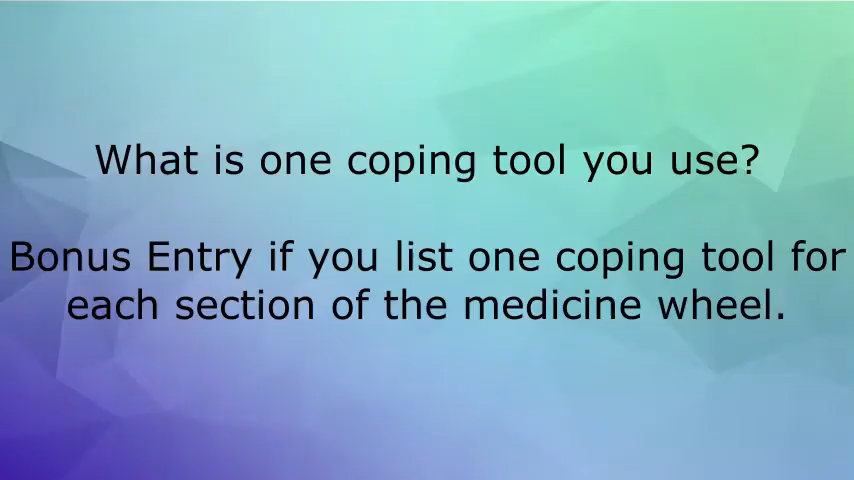 What is one coping tool you use?
Bonus Entry if you list one coping tool for
each section of the medicine wheel.